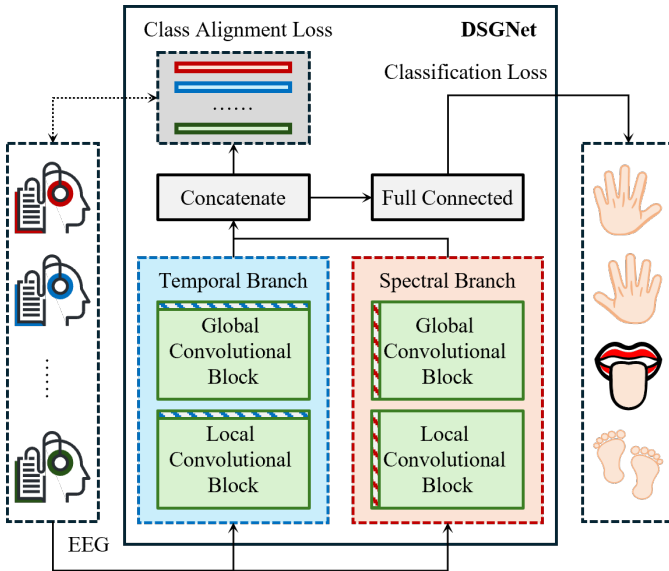 Class Alignment Loss
DSGNet
Classification Loss
......
Concatenate
Full Connected
Temporal Branch
Spectral Branch
Global
Convolutional
Block
Global
Convolutional
Block
......
Local
Convolutional
Block
Local
Convolutional
Block
EEG